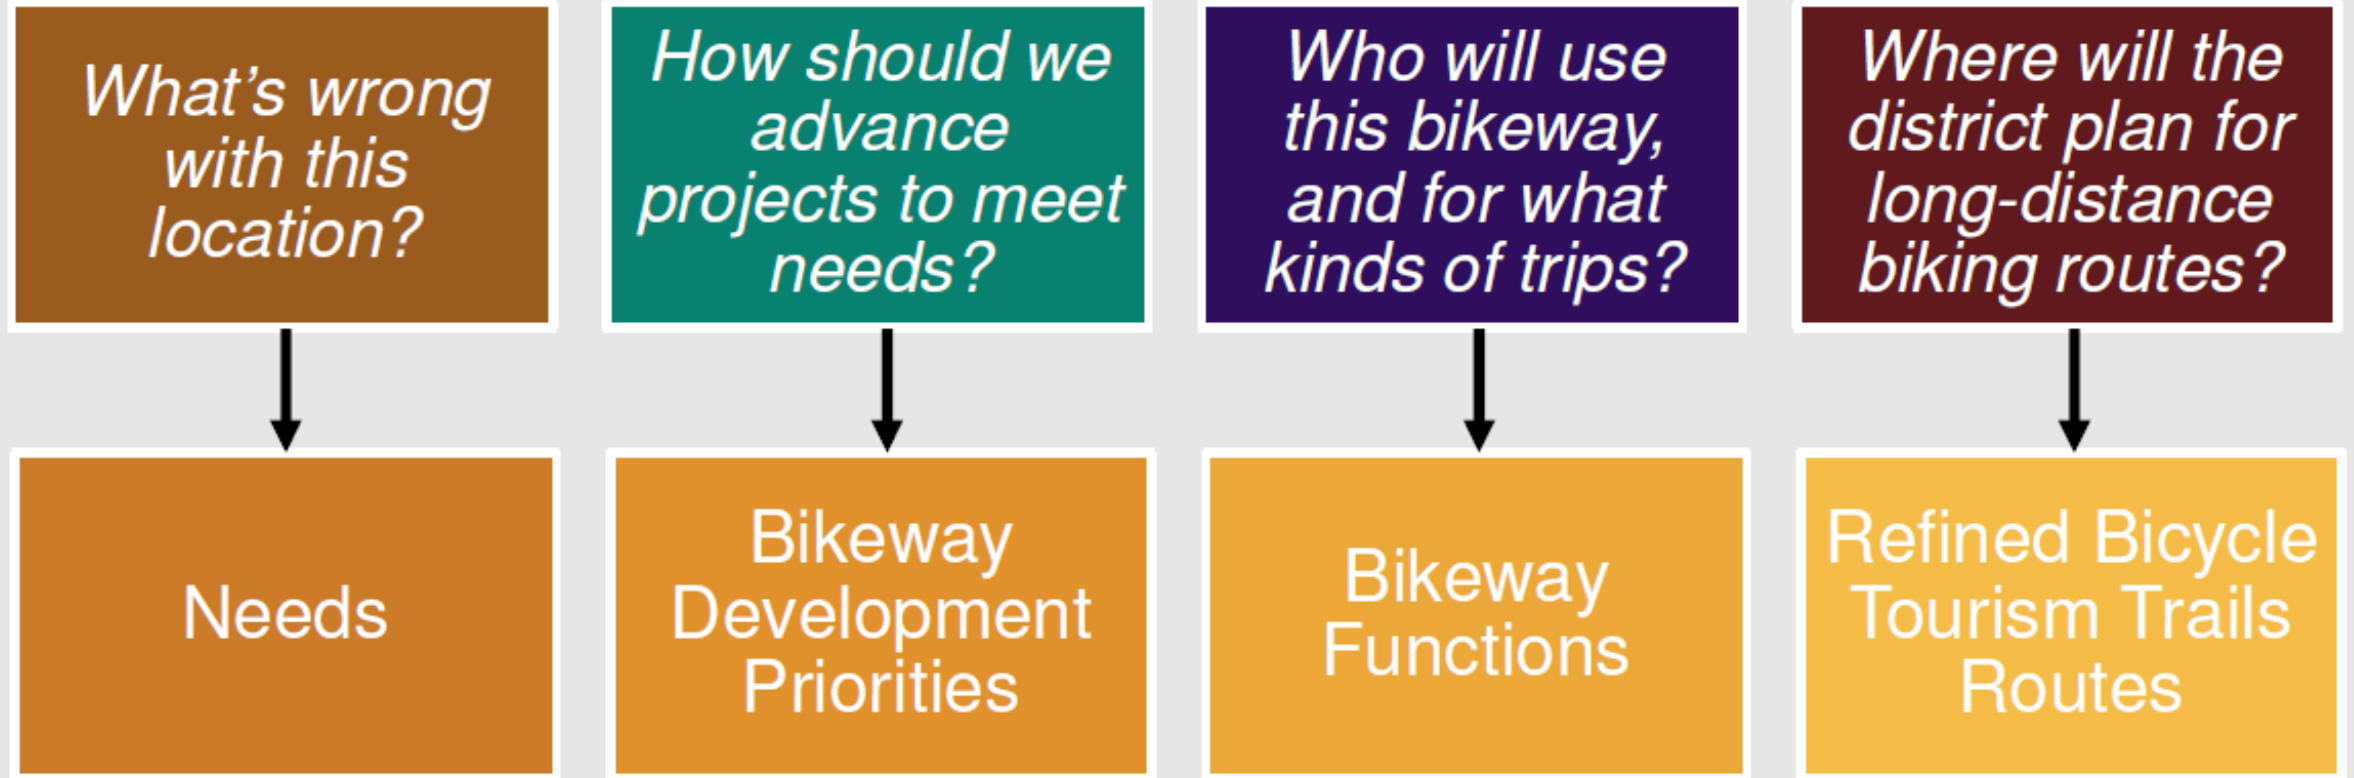 What’s wrong
with this
location?
How should we
advance
projects to meet
needs?
Who will use
this bikeway,
and for what
kinds of trips?
Where will the
district plan for
long-distance
biking routes?
Needs
Bikeway
Development
Priorities
Bikeway
Functions
Refined Bicycle
Tourism Trails
Routes